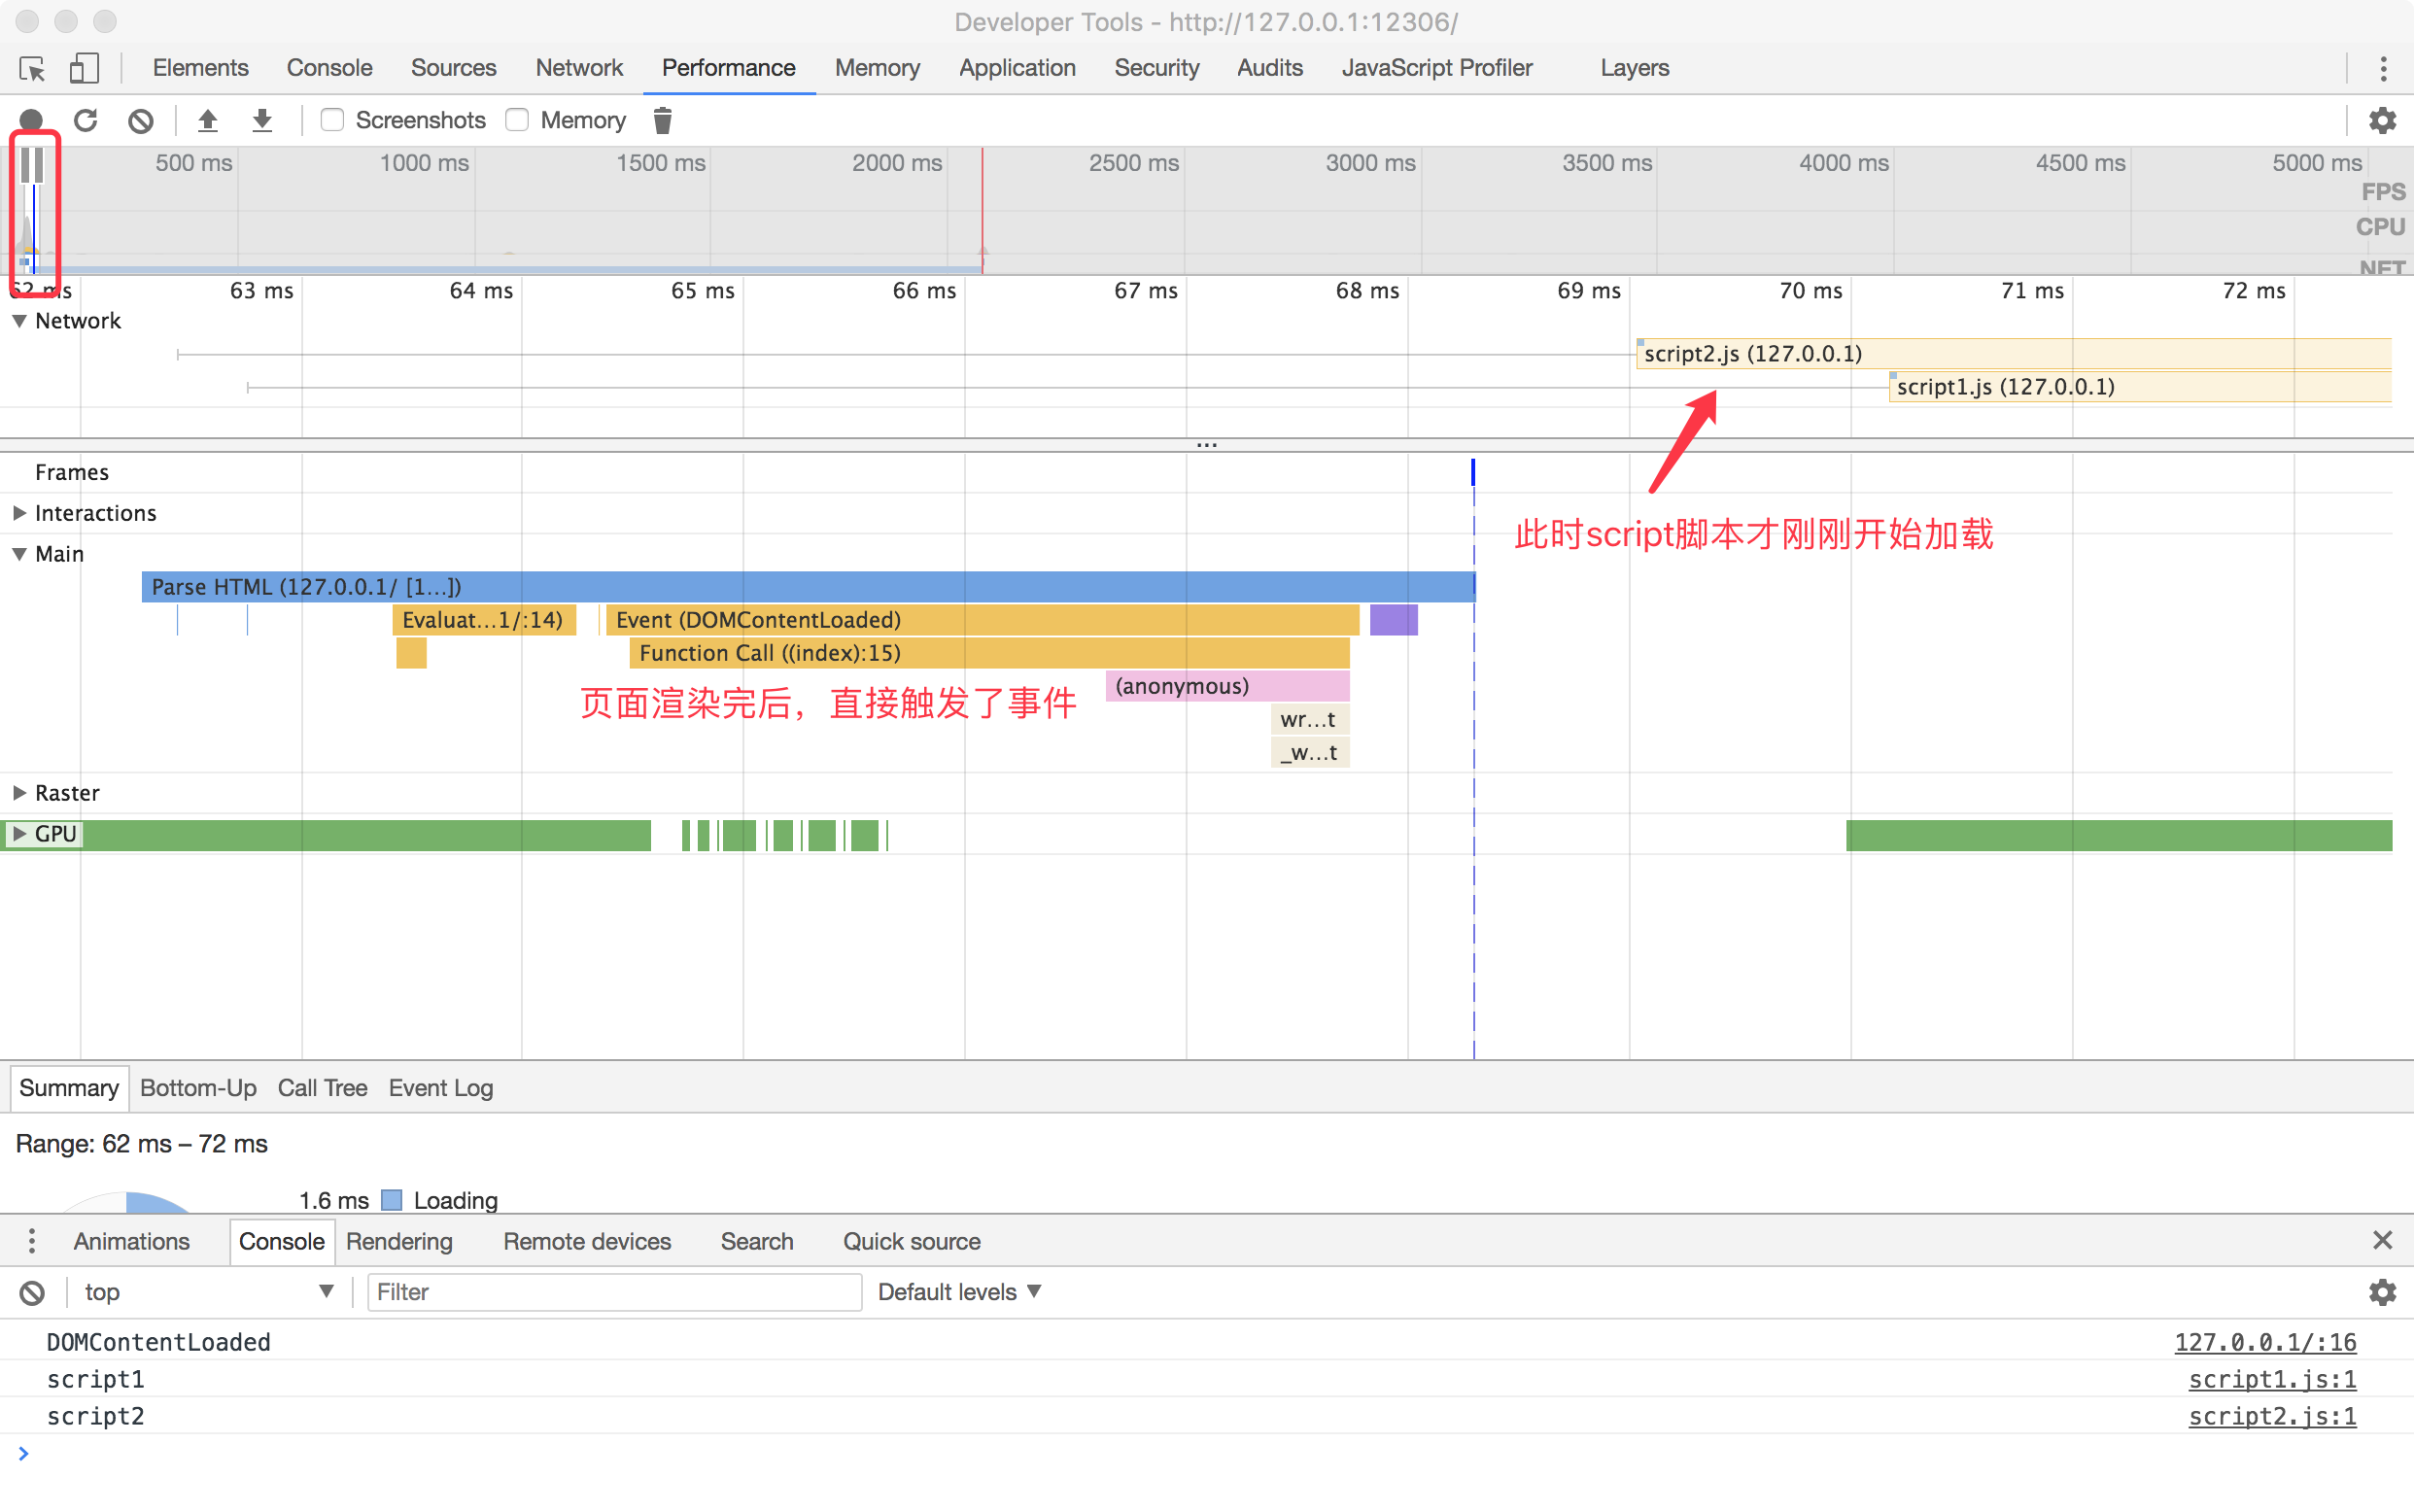 Developer Tools - http://127.0.0.1:12306/
Elements Console Sources Network Performance Memory Application Security Audits JavaScript Profiler Layers
Screenshots Memory
500 ms 1000 ms 1500 ms 2000 ms 2500 ms 3000 ms 3500 ms 4000 ms 4500 ms 5000 ms
FPS
CPU
NET
62 ms 63 ms 64 ms 65 ms 66 ms 67 ms 68 ms 69 ms 70 ms 71 ms 72 ms
Network
script2.js (127.0.0.1)
script1.js (127.0.0.1)
...
Frames
Interactions
此时script脚本才刚刚开始加载
Main
Parse HTML (127.0.0.1/ [1…])
Evaluat…1/:14) Event (DOMContentLoaded)
Function Call ((index):15)
(anonymous)
页面渲染完后，直接触发了事件
wr…t
_w…t
Raster
GPU
Summary Bottom-Up Call Tree Event Log
Range: 62 ms – 72 ms
1.6 ms Loading
Animations Console Rendering Remote devices Search Quick source
top Filter Default levels
DOMContentLoaded 127.0.0.1/:16
script1 script1.js:1
script2 script2.js:1